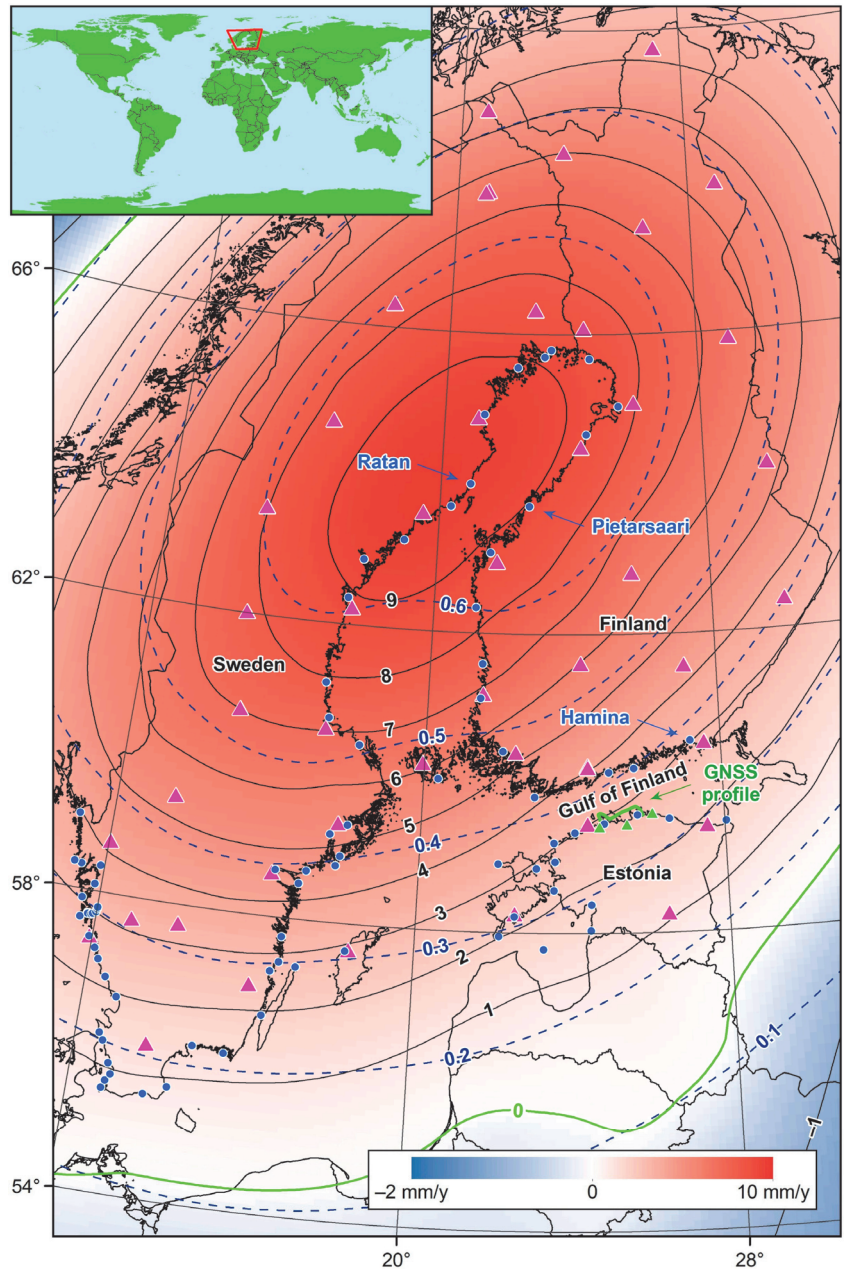 66°
Ratan
Pietarsaari
62°
9
0.6
Finland
Sweden
8
Hamina
7
0.5
6
GNSS
profile
Gulf of Finland
5
0.4
4
58°
Estonia
3
0.3
2
1
0.2
0.1
0
–1
54°
–2 mm/y
0
10 mm/y
20°
28°